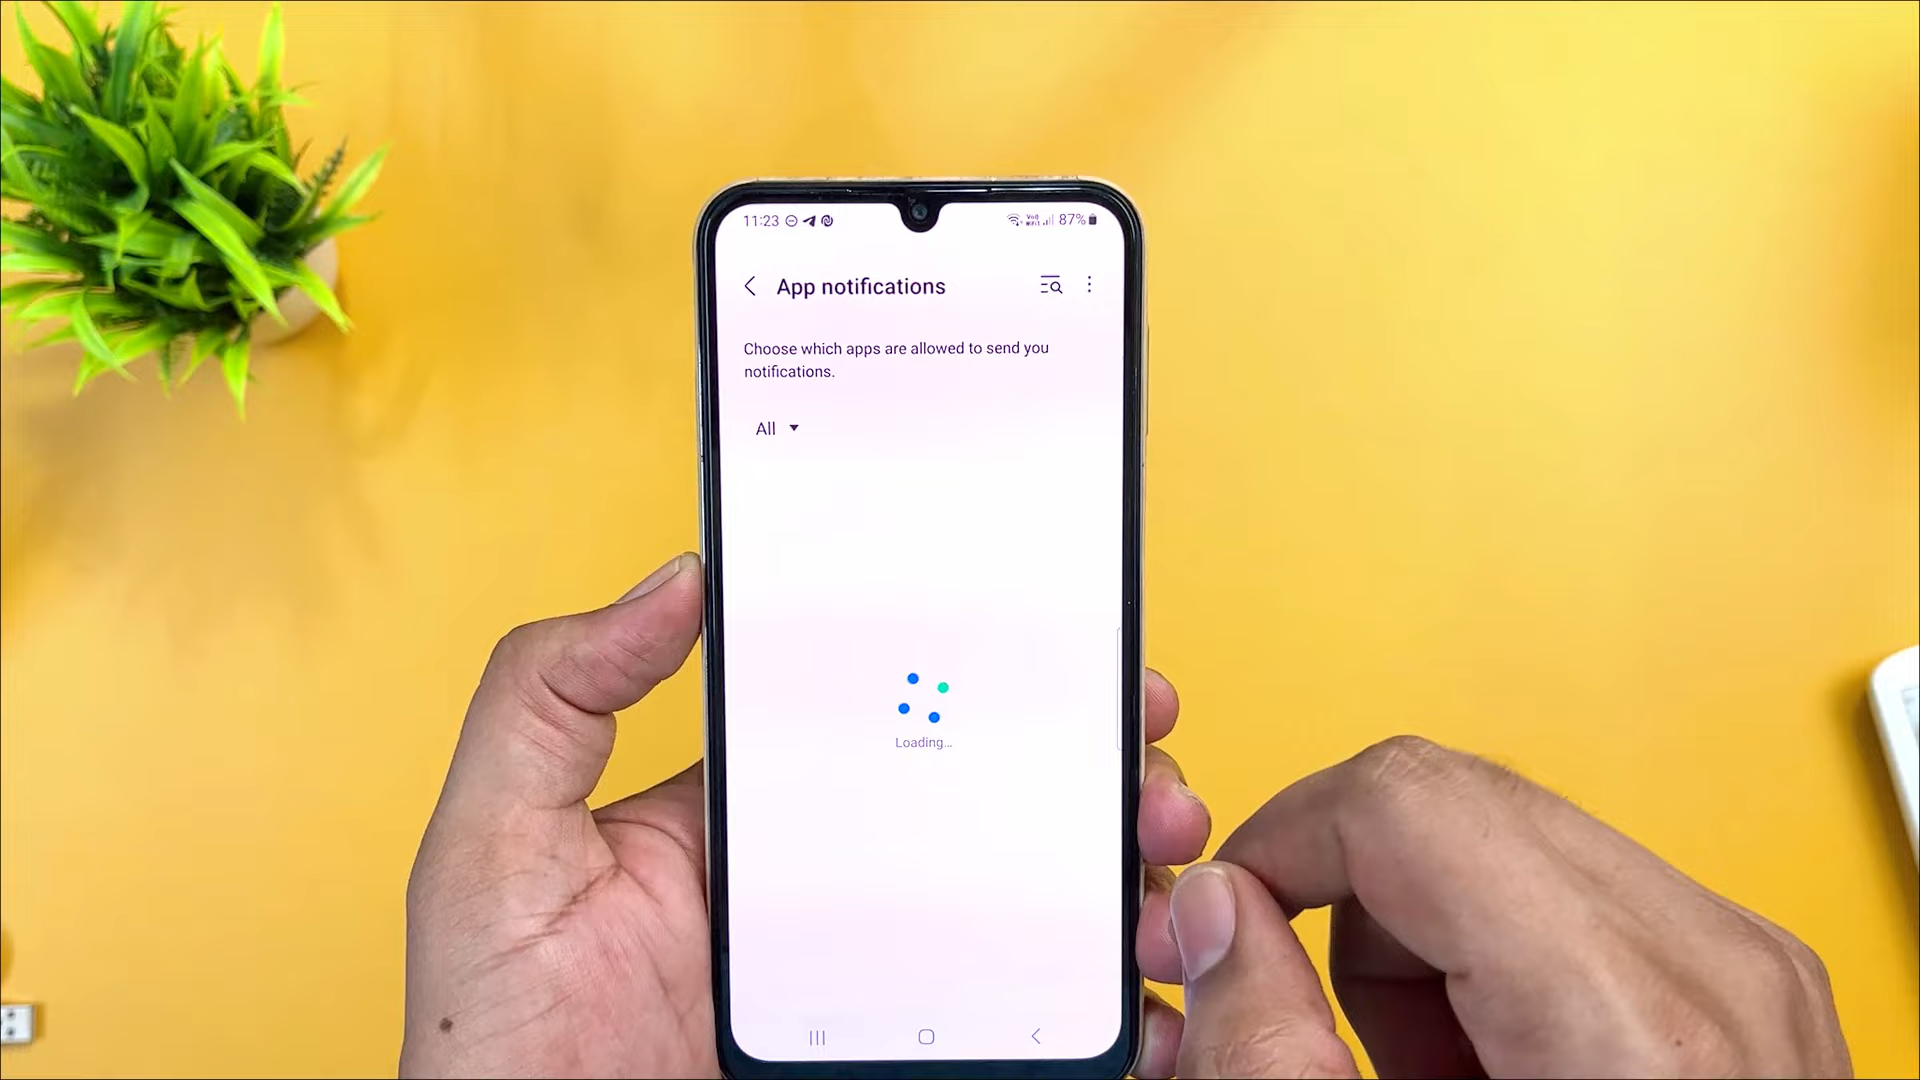 11:23 87%
App notifications
Choose which apps are allowed to send you
notifications.
All
Loading...